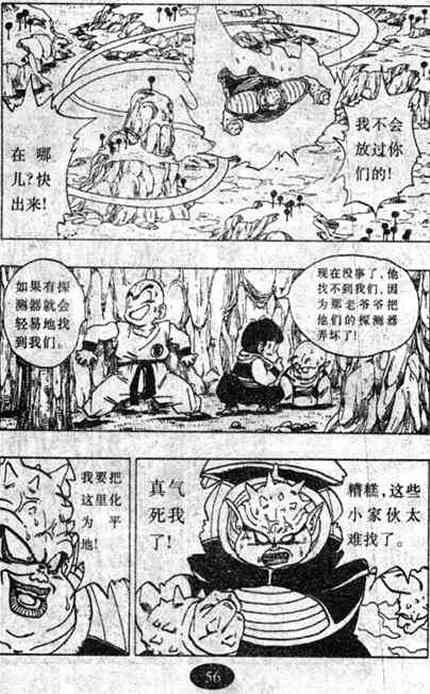 我不会
放过你
们的!
在哪
儿?快
出来!
如果有探
测器就会
轻易地找
到我们。
现在没事了,他
找不到我们,因
为那老爷爷把
他们的探测器
弄坏了!
我要把
这里化
为平
地!
真气
死我
了!
糟糕,这些
小家伙太
难找了。
56